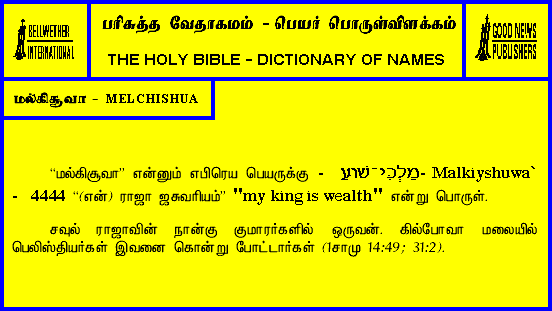 BELLWETHER
INTERNATIONAL
பரிசுத்த வேதாகமம் - பெயர் பொருள்விளக்கம்
THE HOLY BIBLE - DICTIONARY OF NAMES
GOOD NEWS
PUBLISHERS
மல்கிசூவா - MELCHISHUA
“மல்கிசூவா” என்னும் எபிரெய பெயருக்கு - מַלְכִּי־שׁוּעַ - Malkiyshuwa`
- 4444 “(என்) ராஜா ஐசுவரியம்” "my king is wealth" என்று பொருள்.
சவுல் ராஜாவின் நான்கு குமாரர்களில் ஒருவன். கில்போவா மலையில்
பெலிஸ்தியர்கள் இவனை கொன்று போட்டார்கள் (1சாமு 14:49; 31:2).